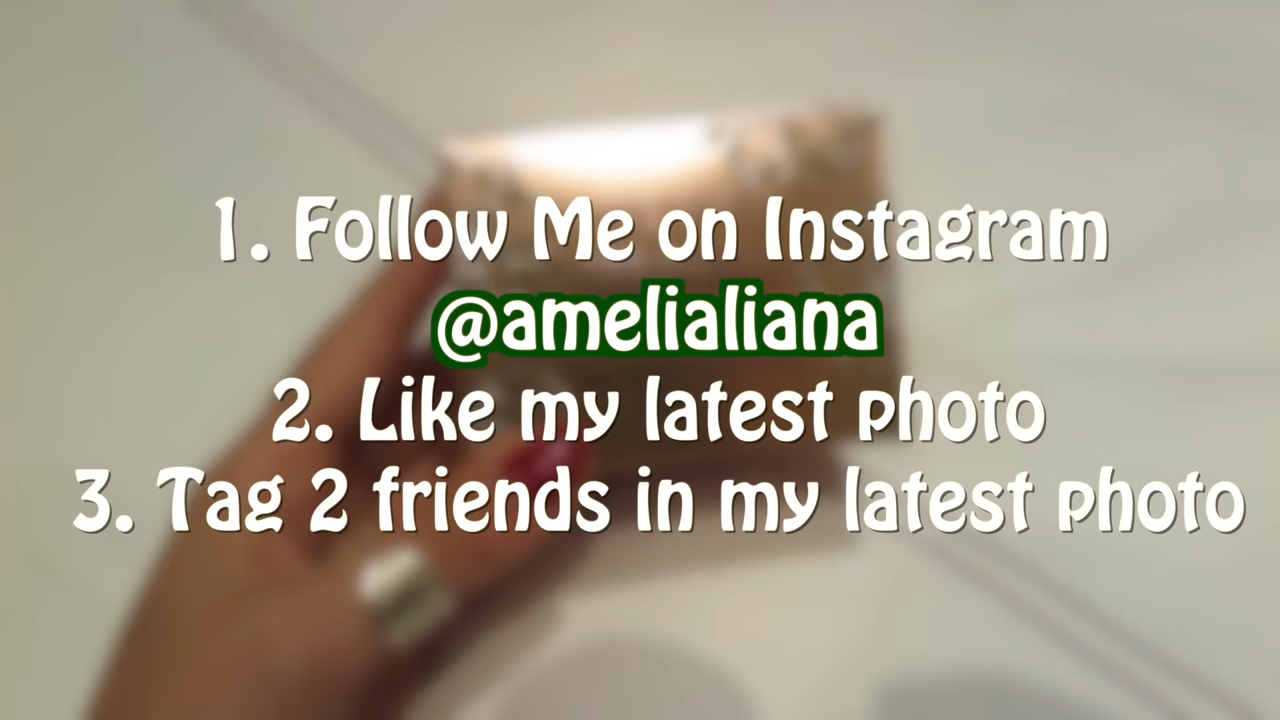 1. Follow Me on Instagram
@amelialiana
2. Like my latest photo
3. Tag 2 friends in my latest photo